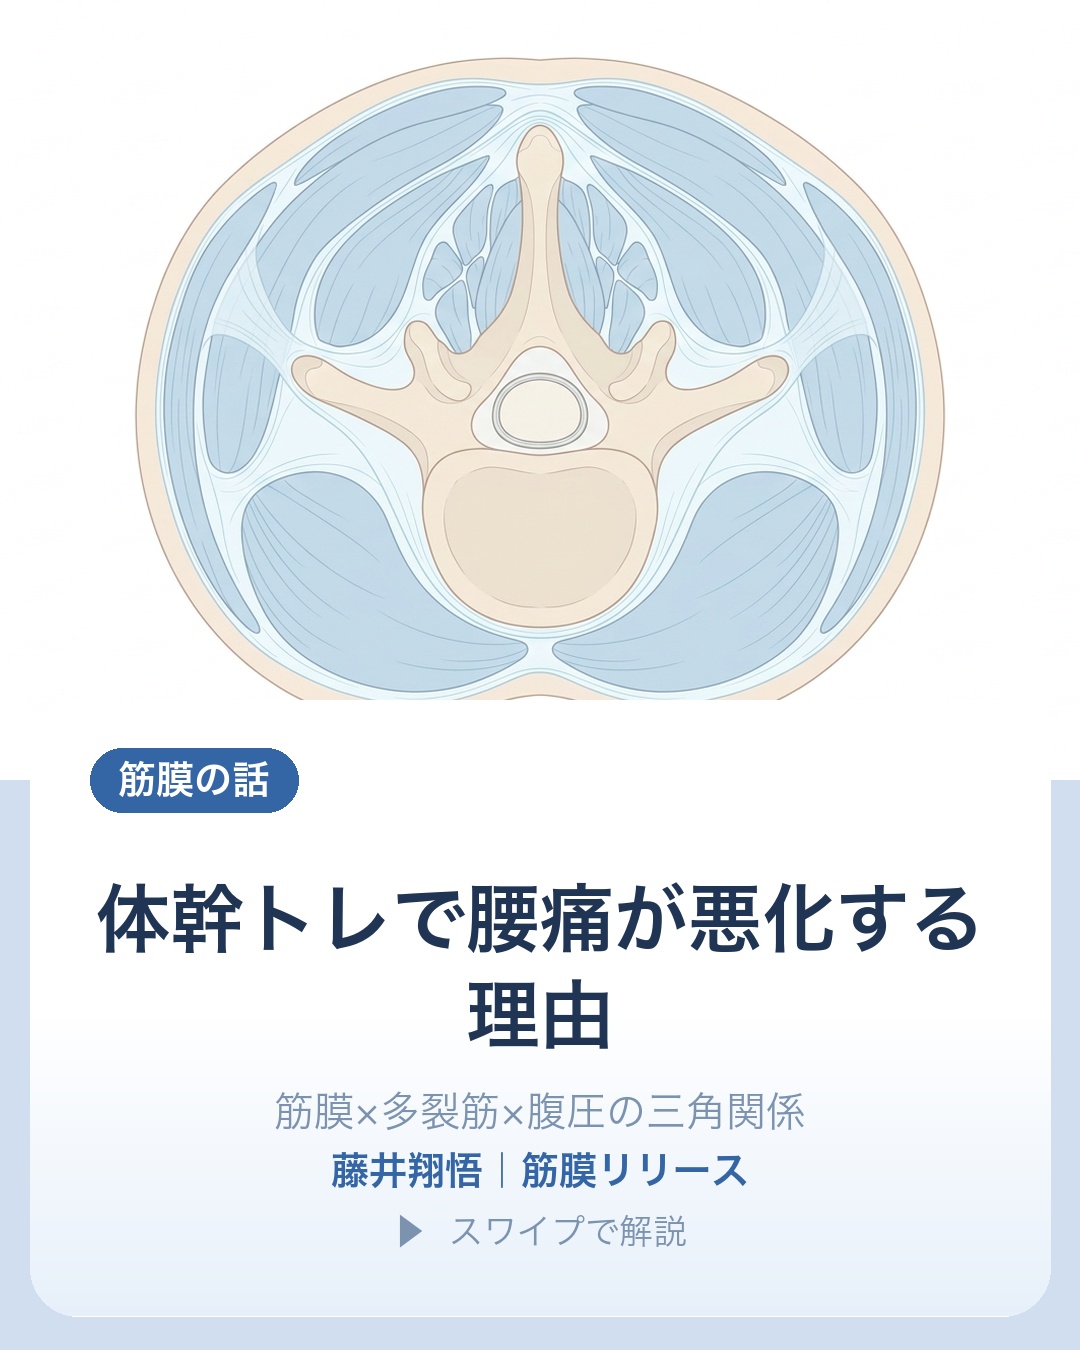 筋膜の話
体幹トレで腰痛が悪化する
理由
筋膜×多裂筋×腹圧の三角関係
藤井翔悟｜筋膜リリース
▶ スワイプで解説